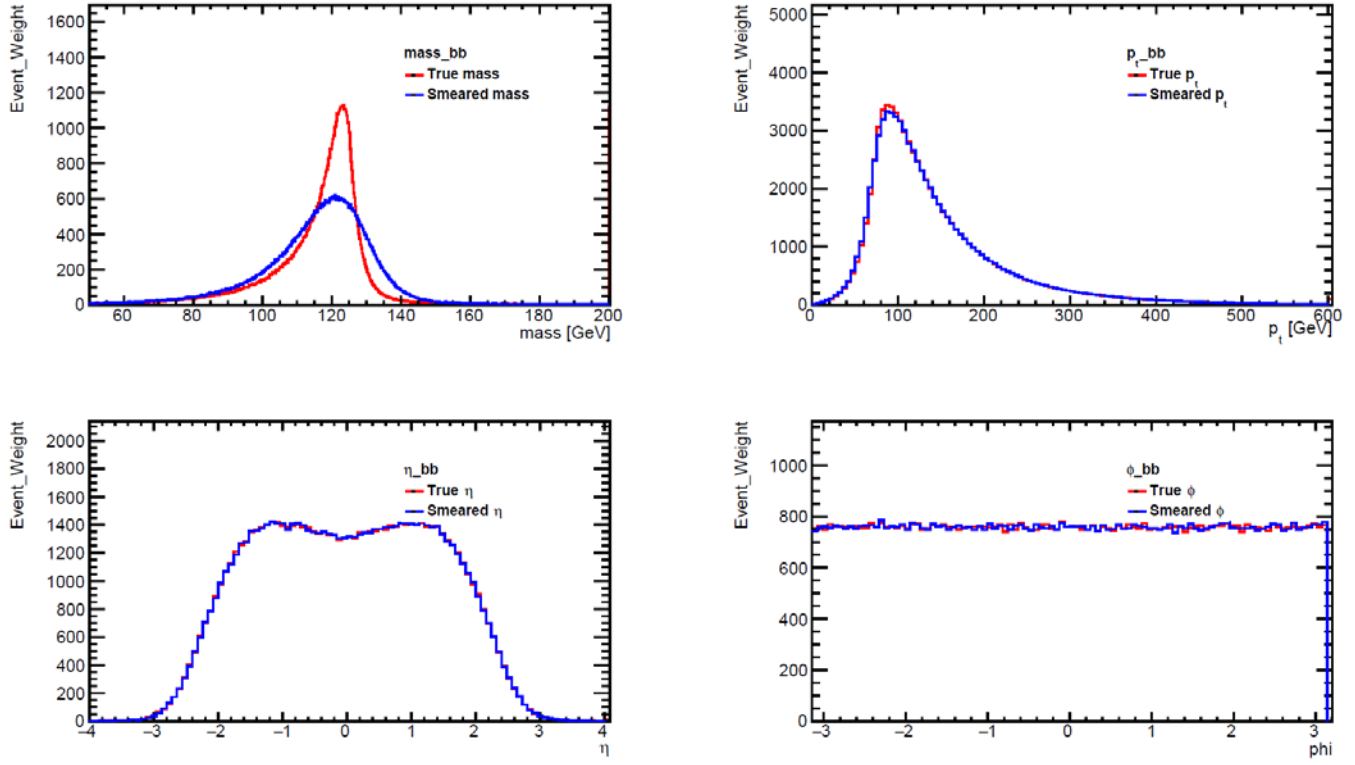 Event_Weight
1600
1400
1200
1000
800
600
400
200
0
mass_bb
True mass
Smeared mass
60 80 100 120 140 160 180 200
mass [GeV]
Event_Weight
5000
4000
3000
2000
1000
0
p_t_bb
True p_t
Smeared p_t
0 100 200 300 400 500 600
p_t [GeV]
Event_Weight
2000
1800
1600
1400
1200
1000
800
600
400
200
0
η_bb
True η
Smeared η
−4 −3 −2 −1 0 1 2 3 4
η
Event_Weight
1000
800
600
400
200
0
ϕ_bb
True ϕ
Smeared ϕ
−3 −2 −1 0 1 2 3
phi